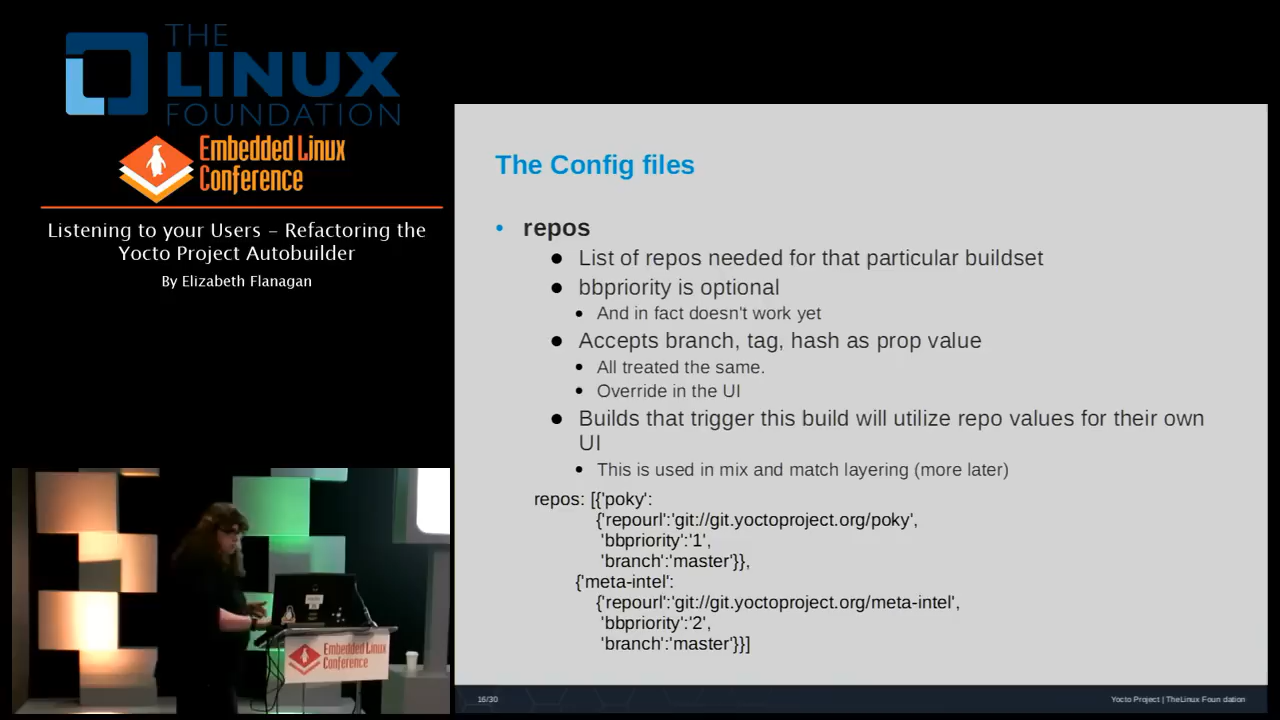 THE
LINUX
FOUNDATION
Embedded Linux
Conference
Listening to your Users – Refactoring the
Yocto Project Autobuilder
By Elizabeth Flanagan
The Config files
• repos
● List of repos needed for that particular buildset
● bbpriority is optional
• And in fact doesn't work yet
● Accepts branch, tag, hash as prop value
• All treated the same.
• Override in the UI
● Builds that trigger this build will utilize repo values for their own
UI
• This is used in mix and match layering (more later)
repos: [{'poky':
{'repourl':'git://git.yoctoproject.org/poky',
'bbpriority':'1',
'branch':'master'}},
{'meta-intel':
{'repourl':'git://git.yoctoproject.org/meta-intel',
'bbpriority':'2',
'branch':'master'}}]
16/30
Yocto Project | TheLinux Foun dation
Embedded Linux
Conference